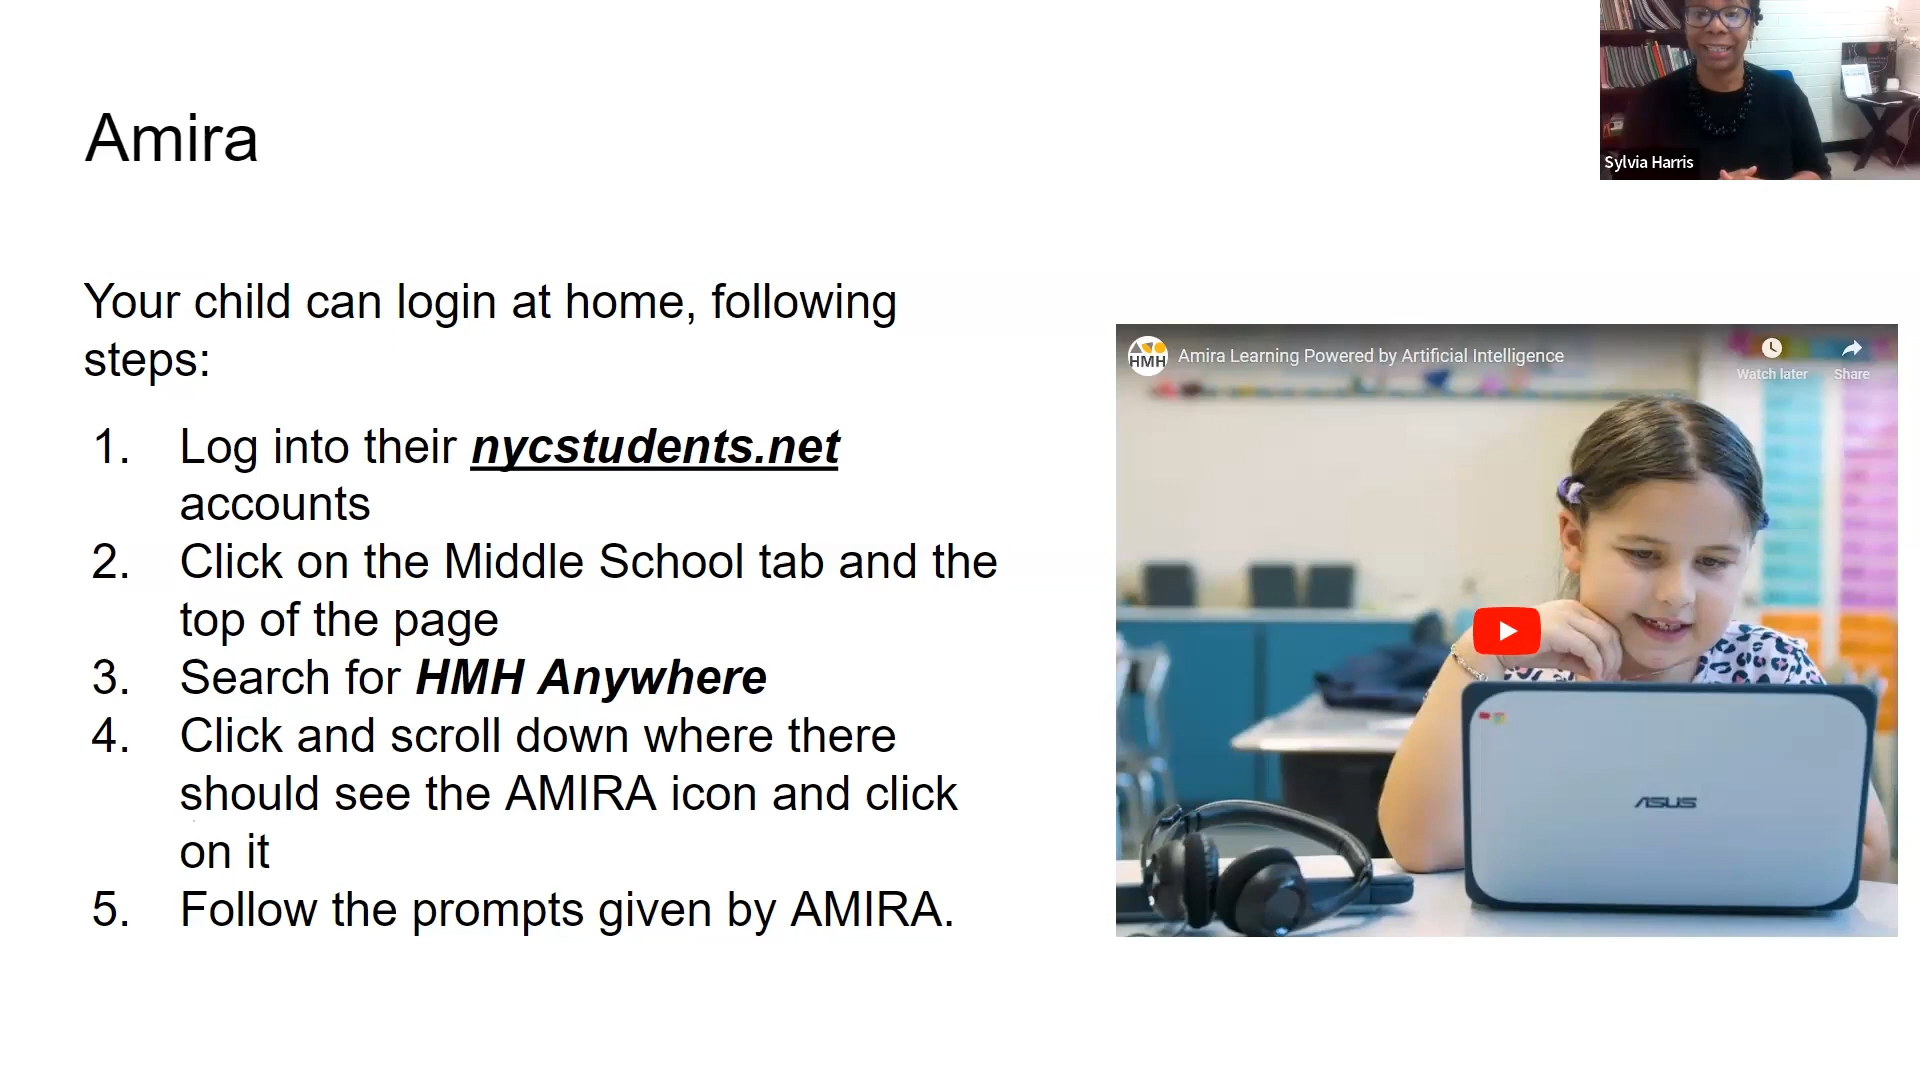 Amira
Sylvia Harris
Your child can login at home, following
steps:
1. Log into their nycstudents.net
accounts
2. Click on the Middle School tab and the
top of the page
3. Search for HMH Anywhere
4. Click and scroll down where there
should see the AMIRA icon and click
on it
5. Follow the prompts given by AMIRA.
HMH
Amira Learning Powered by Artificial Intelligence
Watch later
Share
ASUS